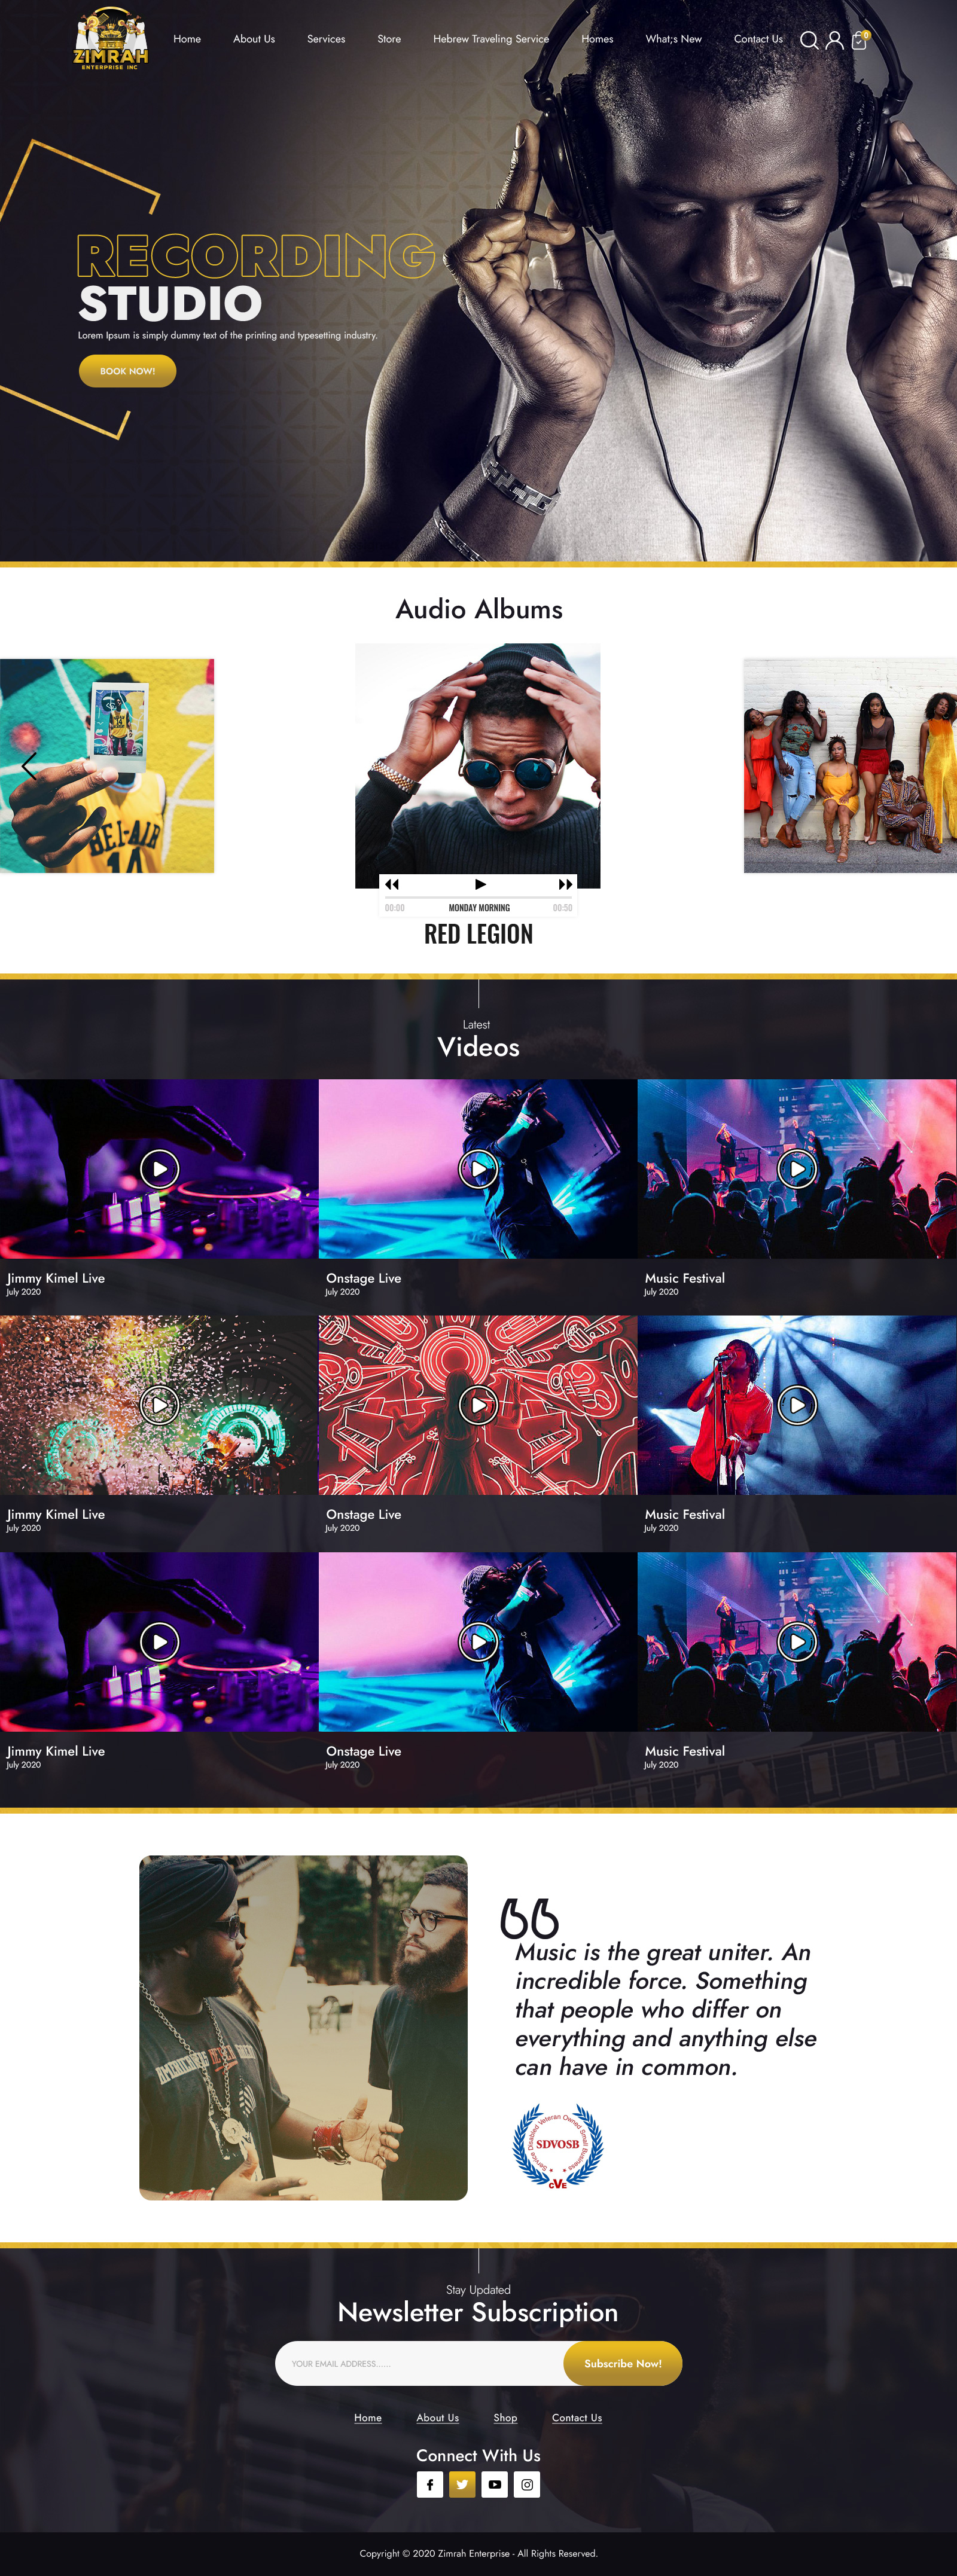 ZIMRAH
ENTERPRISE INC
Home About Us Services Store Hebrew Traveling Service Homes What;s New Contact Us 0
RECORDING
STUDIO
Lorem Ipsum is simply dummy text of the printing and typesetting industry.
BOOK NOW!
Audio Albums
BEL-AIR
14
00:00 MONDAY MORNING 00:50
RED LEGION
Latest
Videos
Jimmy Kimel Live Onstage Live Music Festival
July 2020 July 2020 July 2020
Jimmy Kimel Live Onstage Live Music Festival
July 2020 July 2020 July 2020
Jimmy Kimel Live Onstage Live Music Festival
July 2020 July 2020 July 2020
Music is the great uniter. An
incredible force. Something
that people who differ on
everything and anything else
can have in common.
Service Disabled Veteran Owned Small Business
SDVOSB
CVE
Stay Updated
Newsletter Subscription
YOUR EMAIL ADDRESS...... Subscribe Now!
Home About Us Shop Contact Us
Connect With Us
Copyright © 2020 Zimrah Enterprise - All Rights Reserved.